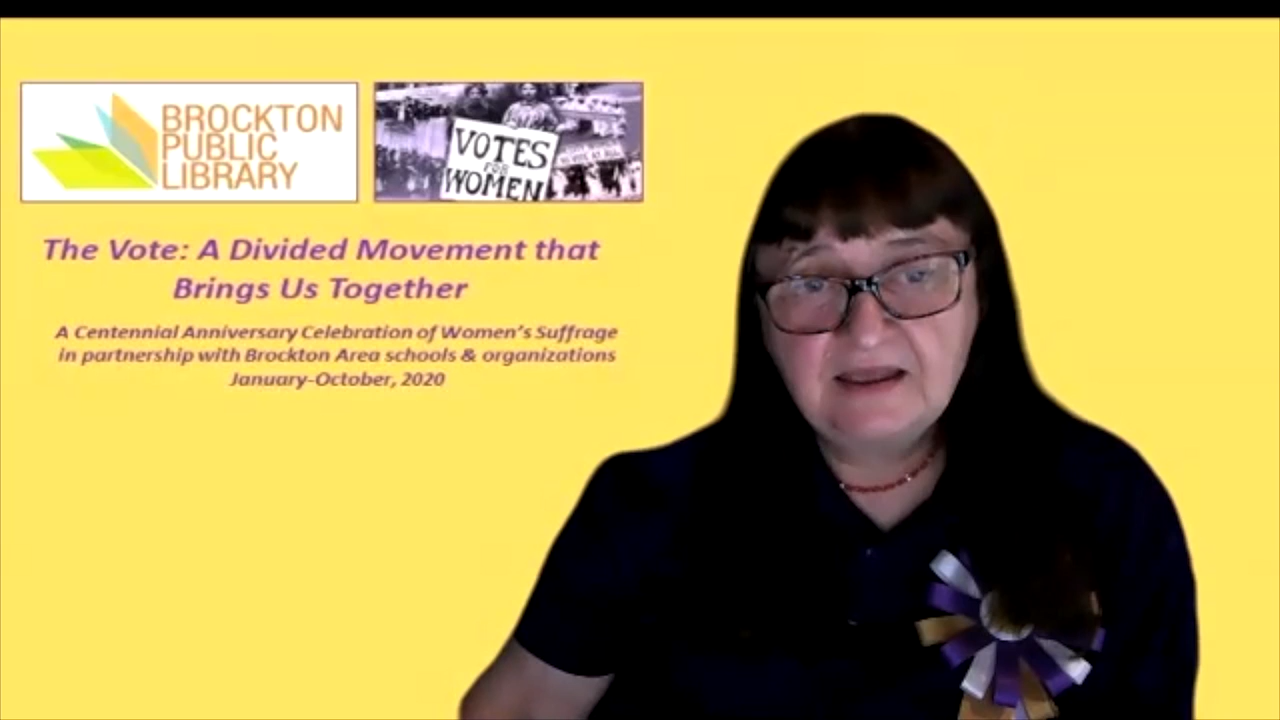 BROCKTON
PUBLIC
LIBRARY
VOTES
FOR
WOMEN
The Vote: A Divided Movement that
Brings Us Together
A Centennial Anniversary Celebration of Women's Suffrage
in partnership with Brockton Area schools & organizations
January-October, 2020